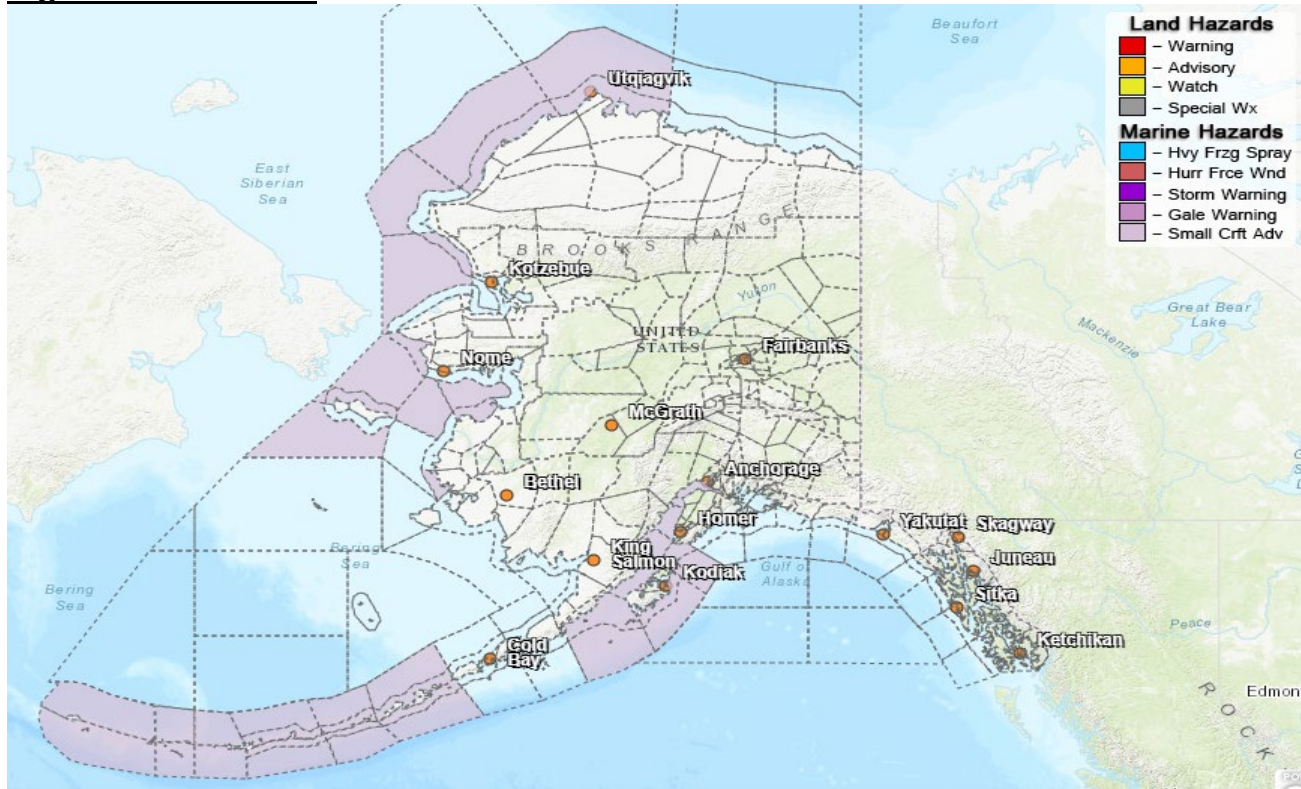 Beaufort
Sea
Land Hazards
– Warning
– Advisory
– Watch
– Special Wx
Marine Hazards
– Hvy Frzg Spray
– Hurr Frce Wnd
– Storm Warning
– Gale Warning
– Small Crft Adv
Utqiagvik
East
Siberian
Sea
BROOKS RANGE
Kotzebue
Yukon
Great Bear
Lake
Mackenzie
UNITED
STATES
Fairbanks
Nome
McGrath
Anchorage
Bethel
Homer
Yakutat
Skagway
Bering
Sea
King
Salmon
Gulf of
Alaska
Juneau
Kodiak
Bering
Sea
Sitka
Peace
Ketchikan
Cold
Bay
Edmon
ROCK